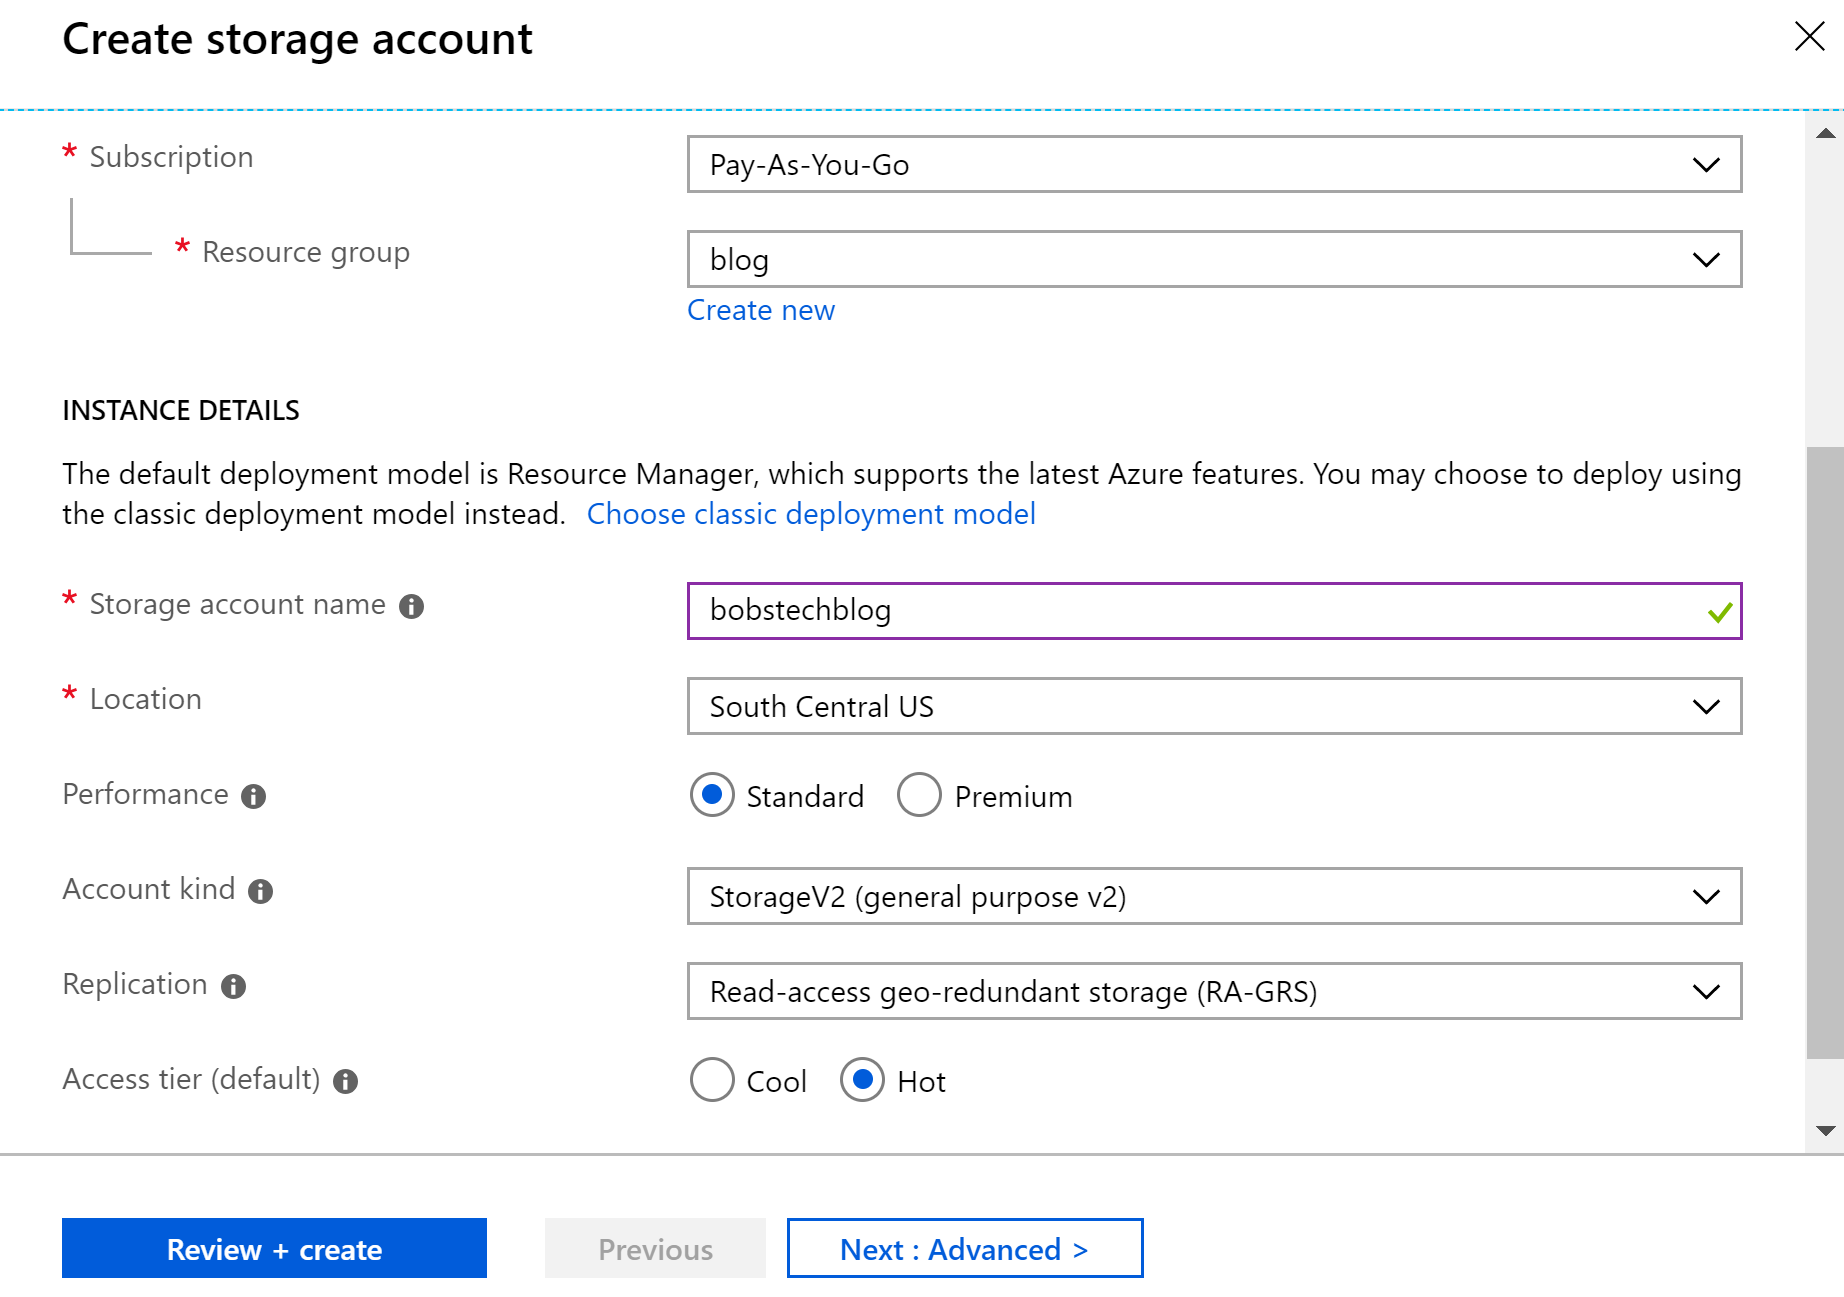 Create storage account
* Subscription
Pay-As-You-Go
* Resource group
blog
Create new
INSTANCE DETAILS
The default deployment model is Resource Manager, which supports the latest Azure features. You may choose to deploy using
the classic deployment model instead. Choose classic deployment model
* Storage account name
bobstechblog
* Location
South Central US
Performance
Standard Premium
Account kind
StorageV2 (general purpose v2)
Replication
Read-access geo-redundant storage (RA-GRS)
Access tier (default)
Cool Hot
Review + create Previous Next : Advanced >